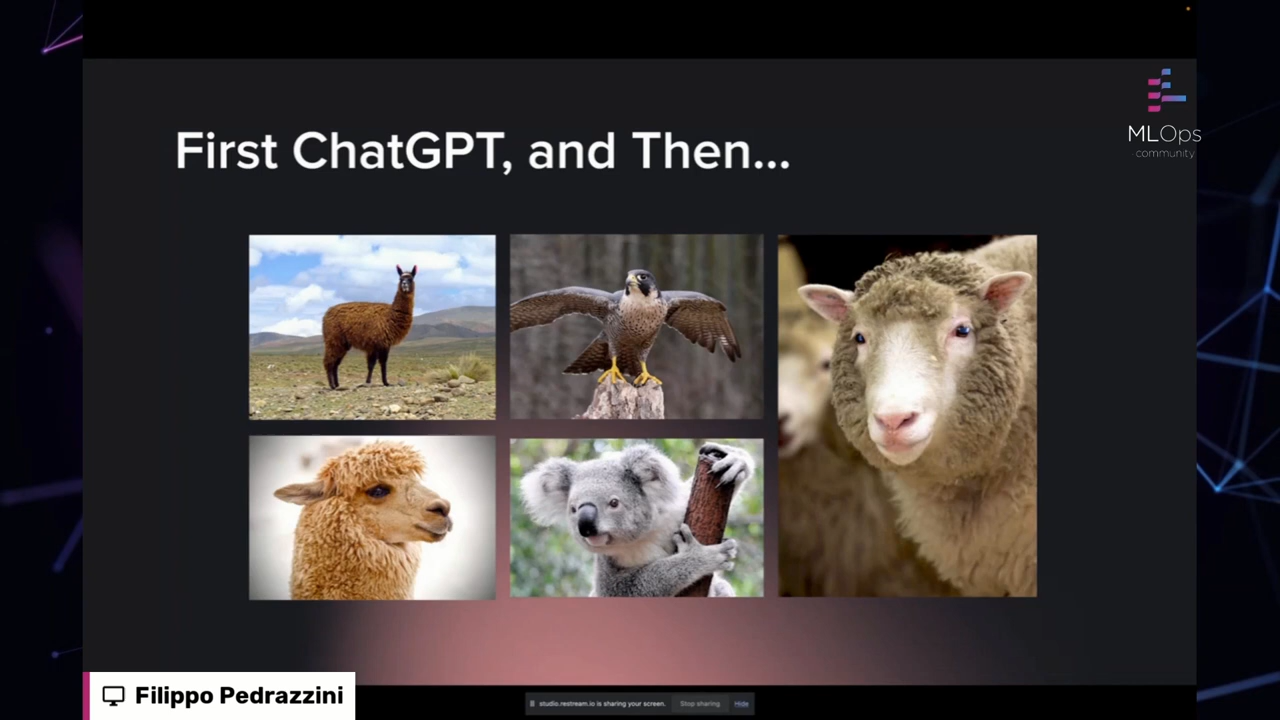 First ChatGPT, and Then...
MLOps
community
Filippo Pedrazzini
studio.restream.io is sharing your screen.
Stop sharing
Hide